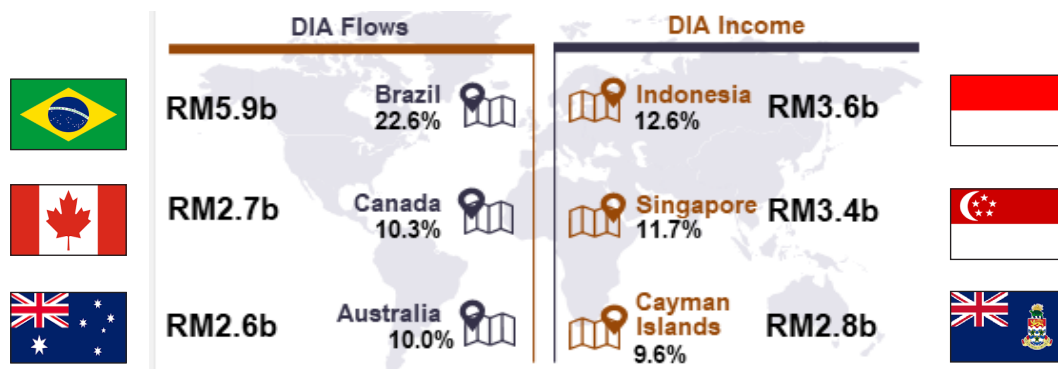 DIA Flows
RM5.9b
Brazil
22.6%
RM2.7b
Canada
10.3%
RM2.6b
Australia
10.0%
DIA Income
Indonesia
12.6%
RM3.6b
Singapore
11.7%
RM3.4b
Cayman
Islands
9.6%
RM2.8b